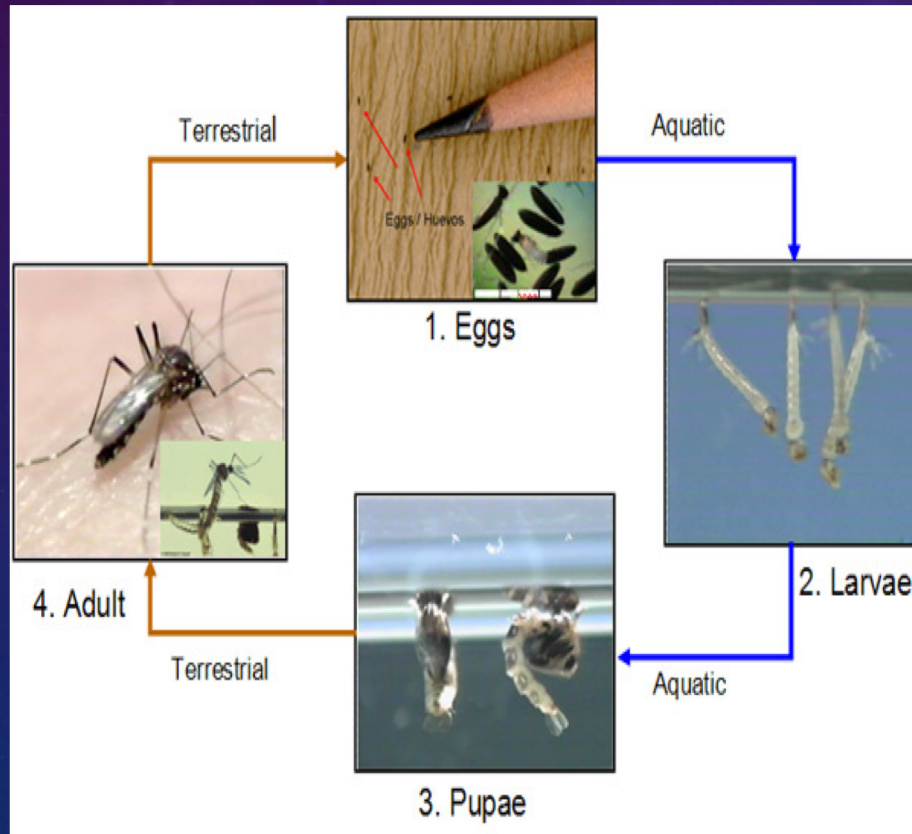 Terrestrial
Aquatic
Eggs / Huevos
1. Eggs
2. Larvae
4. Adult
Terrestrial
Aquatic
3. Pupae